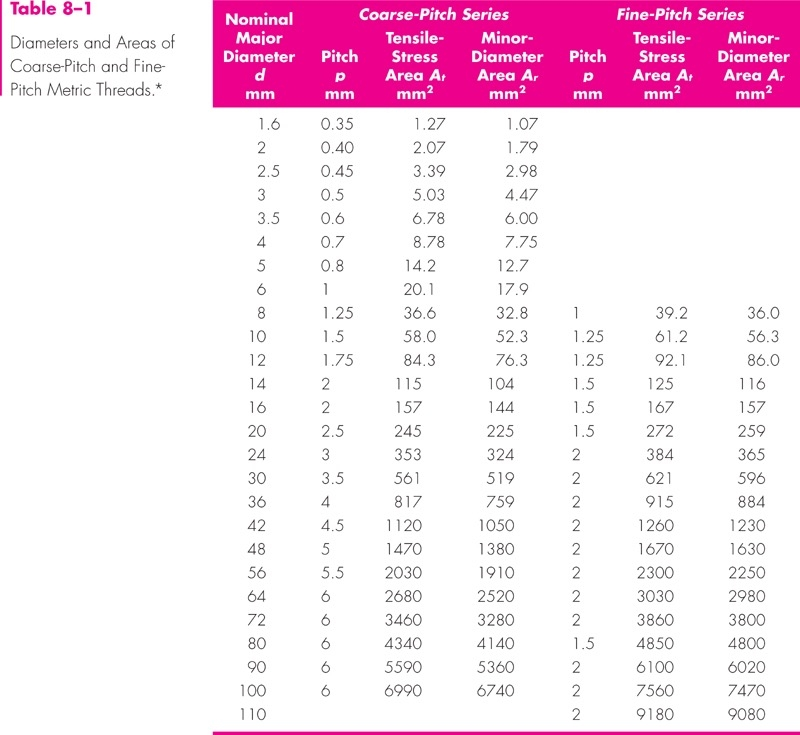 Table 8–1
Diameters and Areas of
Coarse-Pitch and Fine-
Pitch Metric Threads.*
Nominal
Major
Diameter
d
mm
Coarse-Pitch Series
Pitch
p
mm
Tensile-
Stress
Area At
mm2
Minor-
Diameter
Area Ar
mm2
Fine-Pitch Series
Pitch
p
mm
Tensile-
Stress
Area At
mm2
Minor-
Diameter
Area Ar
mm2
1.6 0.35 1.27 1.07
2 0.40 2.07 1.79
2.5 0.45 3.39 2.98
3 0.5 5.03 4.47
3.5 0.6 6.78 6.00
4 0.7 8.78 7.75
5 0.8 14.2 12.7
6 1 20.1 17.9
8 1.25 36.6 32.8 1 39.2 36.0
10 1.5 58.0 52.3 1.25 61.2 56.3
12 1.75 84.3 76.3 1.25 92.1 86.0
14 2 115 104 1.5 125 116
16 2 157 144 1.5 167 157
20 2.5 245 225 1.5 272 259
24 3 353 324 2 384 365
30 3.5 561 519 2 621 596
36 4 817 759 2 915 884
42 4.5 1120 1050 2 1260 1230
48 5 1470 1380 2 1670 1630
56 5.5 2030 1910 2 2300 2250
64 6 2680 2520 2 3030 2980
72 6 3460 3280 2 3860 3800
80 6 4340 4140 1.5 4850 4800
90 6 5590 5360 2 6100 6020
100 6 6990 6740 2 7560 7470
110 2 9180 9080